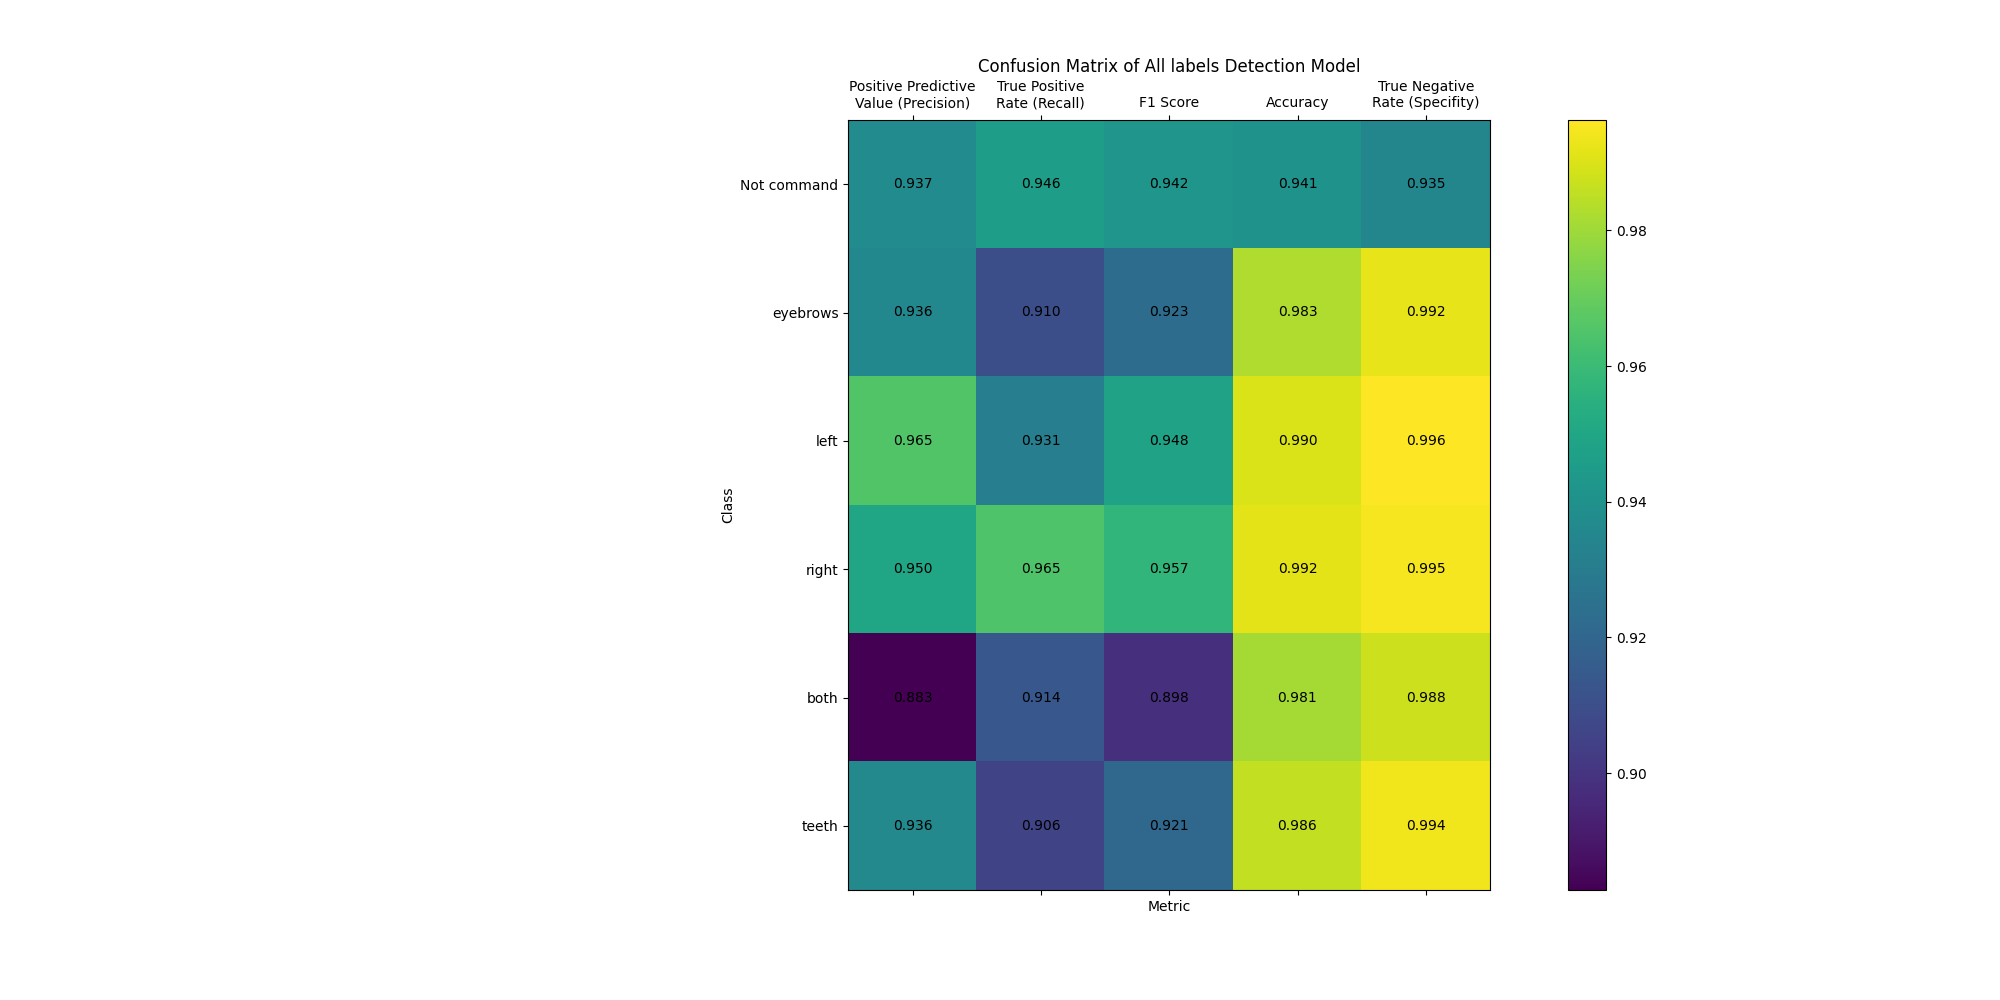 Confusion Matrix of All labels Detection Model
Positive Predictive
Value (Precision)
True Positive
Rate (Recall)
F1 Score
Accuracy
True Negative
Rate (Specifity)
Not command 0.937 0.946 0.942 0.941 0.935
eyebrows 0.936 0.910 0.923 0.983 0.992
left 0.965 0.931 0.948 0.990 0.996
right 0.950 0.965 0.957 0.992 0.995
both 0.883 0.914 0.898 0.981 0.988
teeth 0.936 0.906 0.921 0.986 0.994
Class
Metric
0.98
0.96
0.94
0.92
0.90